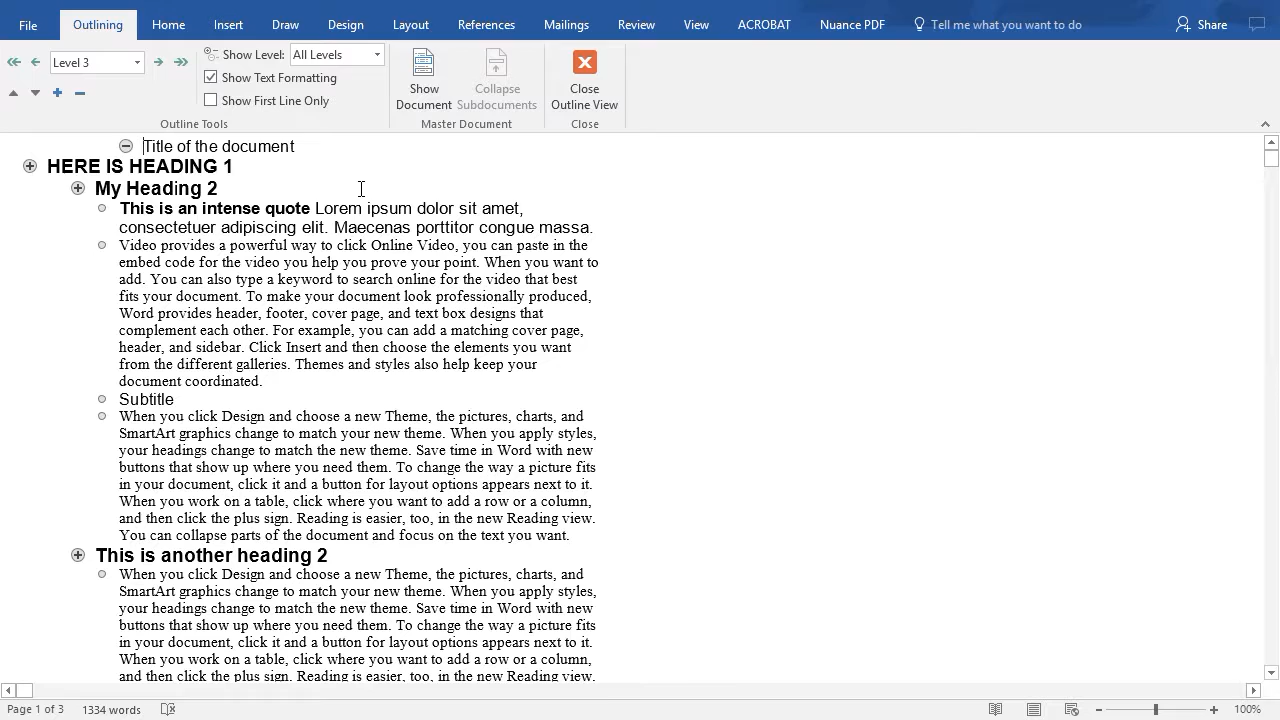 File Outlining Home Insert Draw Design Layout References Mailings Review View ACROBAT Nuance PDF Tell me what you want to do Share
Level 3
Show Level: All Levels
Show Text Formatting
Show First Line Only
Outline Tools
Show Document
Collapse Subdocuments
Master Document
Close Outline View
Close
Title of the document
HERE IS HEADING 1
My Heading 2
This is an intense quote Lorem ipsum dolor sit amet,
consectetuer adipiscing elit. Maecenas porttitor congue massa.
Video provides a powerful way to click Online Video, you can paste in the
embed code for the video you help you prove your point. When you want to
add. You can also type a keyword to search online for the video that best
fits your document. To make your document look professionally produced,
Word provides header, footer, cover page, and text box designs that
complement each other. For example, you can add a matching cover page,
header, and sidebar. Click Insert and then choose the elements you want
from the different galleries. Themes and styles also help keep your
document coordinated.
Subtitle
When you click Design and choose a new Theme, the pictures, charts, and
SmartArt graphics change to match your new theme. When you apply styles,
your headings change to match the new theme. Save time in Word with new
buttons that show up where you need them. To change the way a picture fits
in your document, click it and a button for layout options appears next to it.
When you work on a table, click where you want to add a row or a column,
and then click the plus sign. Reading is easier, too, in the new Reading view.
You can collapse parts of the document and focus on the text you want.
This is another heading 2
When you click Design and choose a new Theme, the pictures, charts, and
SmartArt graphics change to match your new theme. When you apply styles,
your headings change to match the new theme. Save time in Word with new
buttons that show up where you need them. To change the way a picture fits
in your document, click it and a button for layout options appears next to it.
When you work on a table, click where you want to add a row or a column,
and then click the plus sign. Reading is easier, too, in the new Reading view.
Page 1 of 3 1334 words 100%